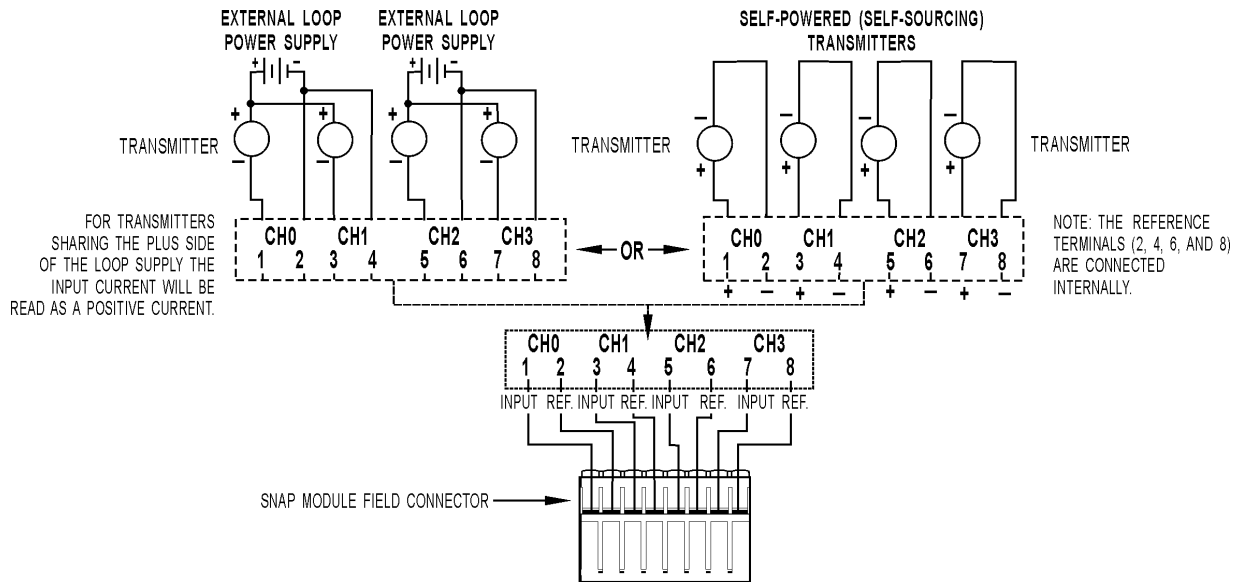 EXTERNAL LOOP
POWER SUPPLY
EXTERNAL LOOP
POWER SUPPLY
SELF-POWERED (SELF-SOURCING)
TRANSMITTERS
+ - + -
+ + + +
- - - -
TRANSMITTER
- - - -
+ + + +
TRANSMITTER
TRANSMITTER
FOR TRANSMITTERS
SHARING THE PLUS SIDE
OF THE LOOP SUPPLY THE
INPUT CURRENT WILL BE
READ AS A POSITIVE CURRENT.
CH0 CH1 CH2 CH3
1 2 3 4 5 6 7 8
OR
CH0 CH1 CH2 CH3
1 2 3 4 5 6 7 8
+ - + - + - + -
NOTE: THE REFERENCE
TERMINALS (2, 4, 6, AND 8)
ARE CONNECTED
INTERNALLY.
CH0 CH1 CH2 CH3
1 2 3 4 5 6 7 8
INPUT REF. INPUT REF. INPUT REF. INPUT REF.
SNAP MODULE FIELD CONNECTOR